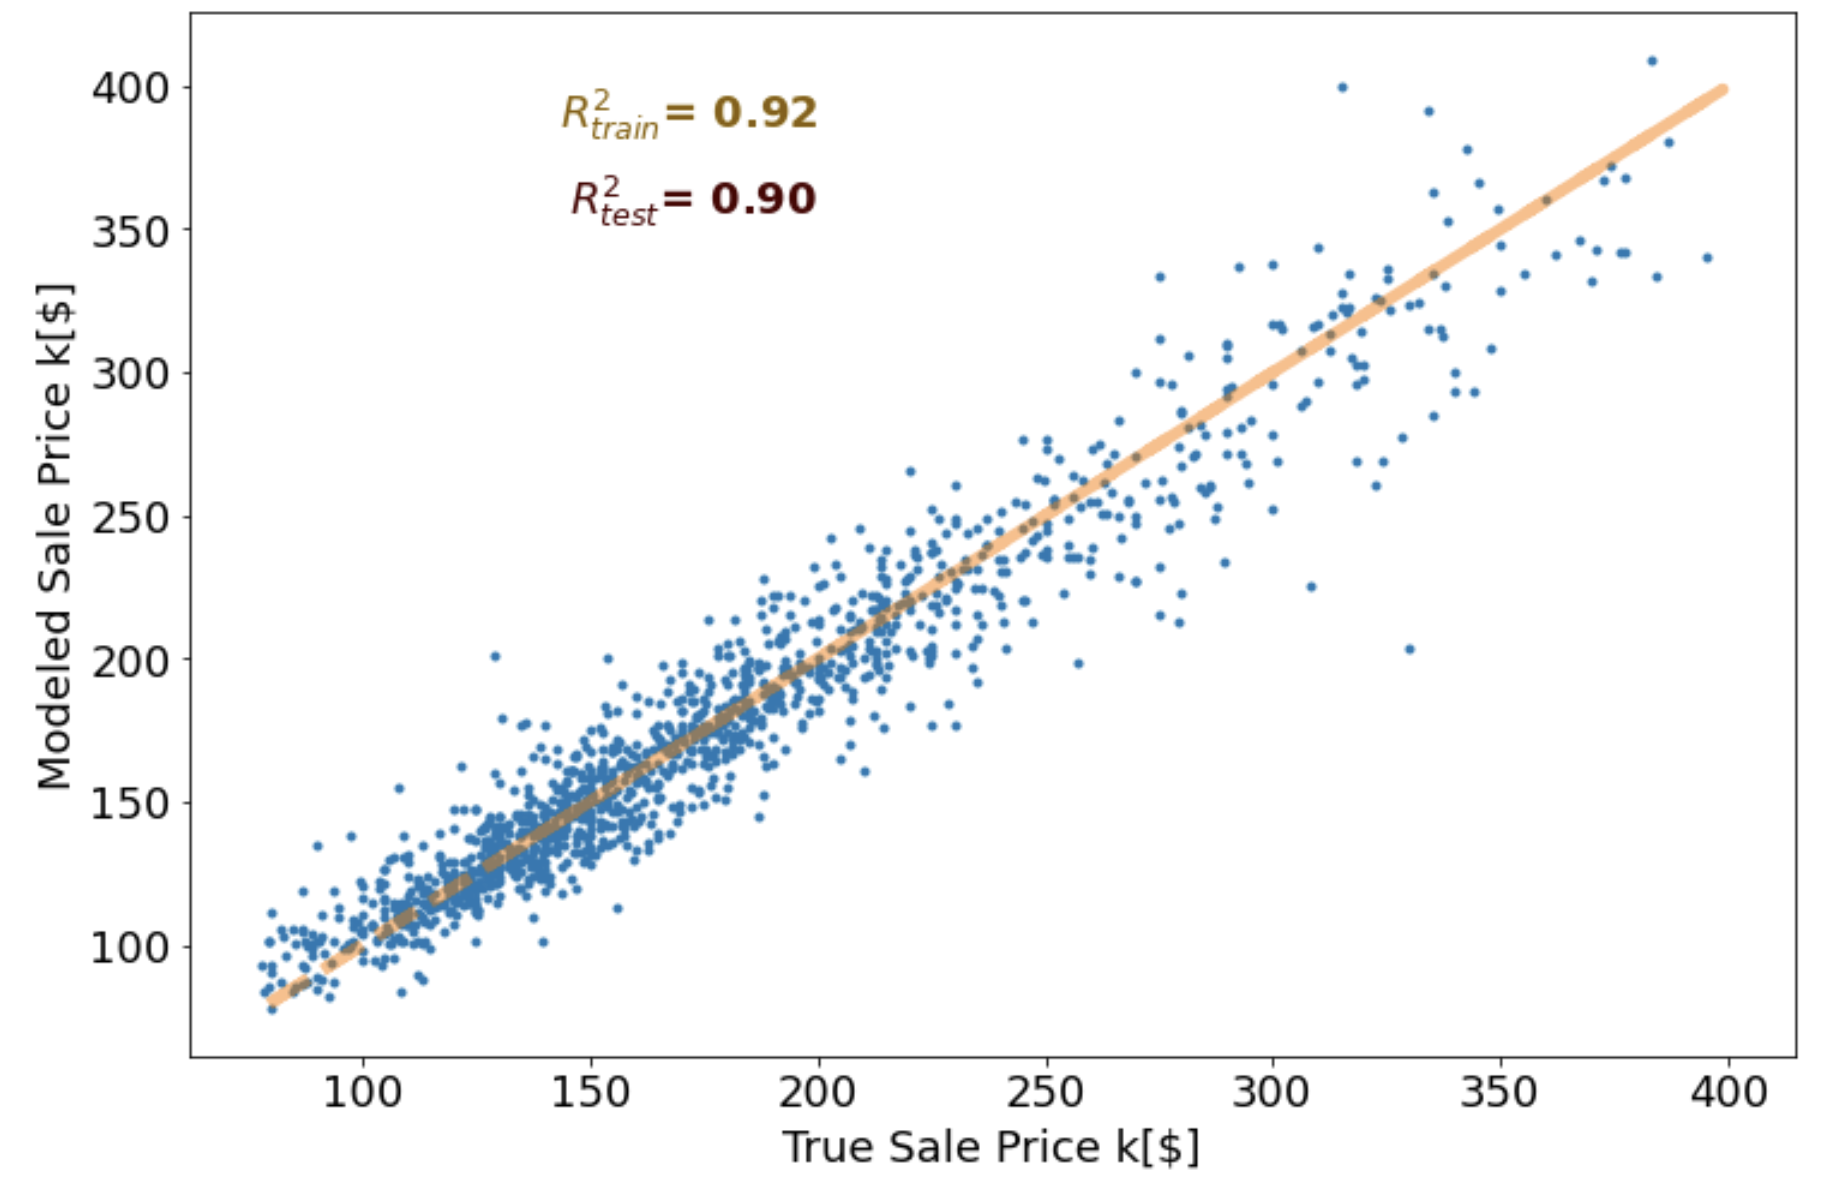 R²train= 0.92
R²test= 0.90
Modeled Sale Price k[$]
400
350
300
250
200
150
100
100 150 200 250 300 350 400
True Sale Price k[$]